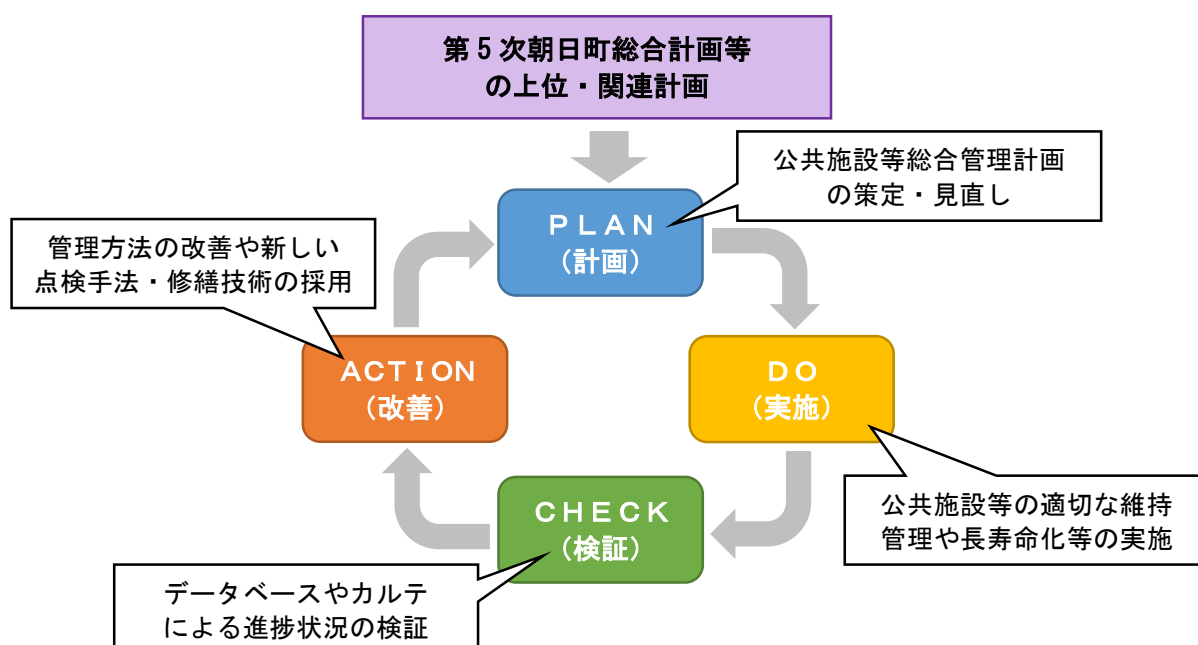 第5次朝日町総合計画等
の上位・関連計画
公共施設等総合管理計画
の策定・見直し
PLAN
(計画)
管理方法の改善や新しい
点検手法・修繕技術の採用
ACTION
(改善)
DO
(実施)
公共施設等の適切な維持
管理や長寿命化等の実施
CHECK
(検証)
データベースやカルテ
による進捗状況の検証